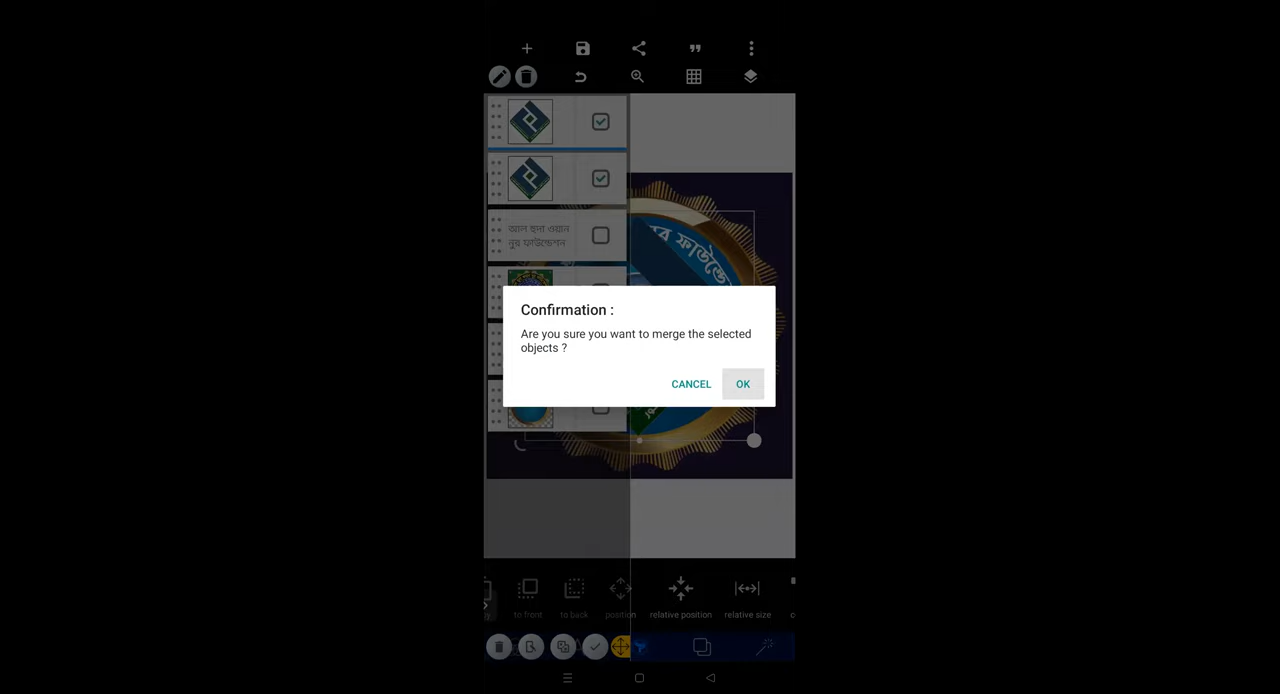 আল হুদা ওয়ান
নুর ফাউন্ডেশন
Confirmation :
Are you sure you want to merge the selected
objects ?
CANCEL
OK
to front
to back
position
relative position
relative size